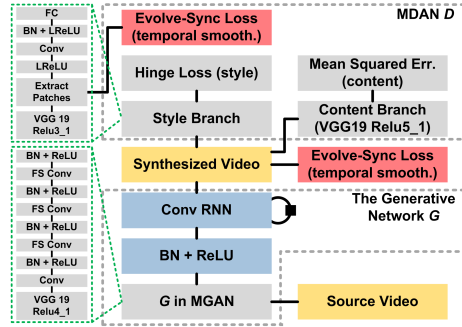 FC
BN + LReLU
Conv
LReLU
Extract
Patches
VGG 19
Relu3_1
Evolve-Sync Loss
(temporal smooth.)
MDAN D
Hinge Loss (style)
Mean Squared Err.
(content)
Style Branch
Content Branch
(VGG19 Relu5_1)
Synthesized Video
Evolve-Sync Loss
(temporal smooth.)
BN + ReLU
FS Conv
BN + ReLU
FS Conv
BN + ReLU
FS Conv
BN + ReLU
Conv
VGG 19
Relu4_1
Conv RNN
The Generative
Network G
BN + ReLU
G in MGAN
Source Video